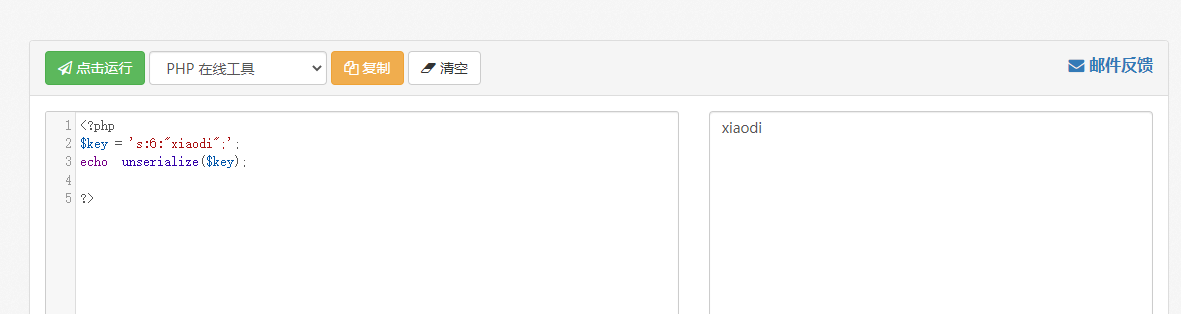 点击运行 PHP 在线工具 复制 清空 邮件反馈
1 <?php
2 $key = 's:6:"xiaodi";';
3 echo  unserialize($key);
4
5 ?>
xiaodi